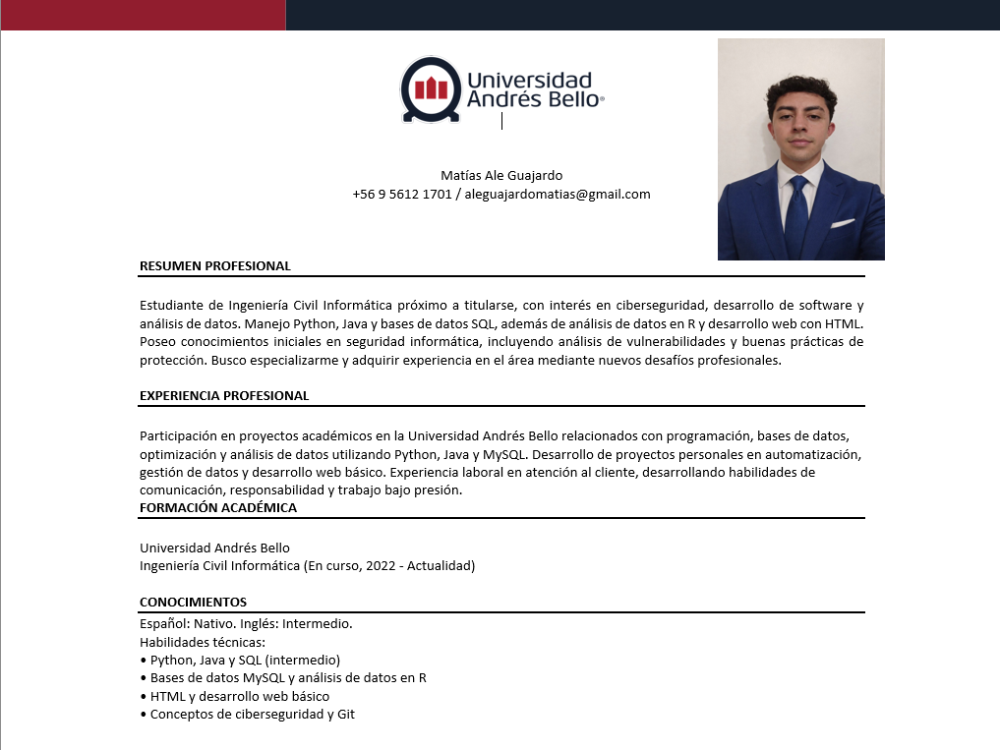 Universidad
Andrés Bello®
Matías Ale Guajardo
+56 9 5612 1701 / aleguajardomatias@gmail.com
RESUMEN PROFESIONAL
Estudiante de Ingeniería Civil Informática próximo a titularse, con interés en ciberseguridad, desarrollo de software y
análisis de datos. Manejo Python, Java y bases de datos SQL, además de análisis de datos en R y desarrollo web con HTML.
Poseo conocimientos iniciales en seguridad informática, incluyendo análisis de vulnerabilidades y buenas prácticas de
protección. Busco especializarme y adquirir experiencia en el área mediante nuevos desafíos profesionales.
EXPERIENCIA PROFESIONAL
Participación en proyectos académicos en la Universidad Andrés Bello relacionados con programación, bases de datos,
optimización y análisis de datos utilizando Python, Java y MySQL. Desarrollo de proyectos personales en automatización,
gestión de datos y desarrollo web básico. Experiencia laboral en atención al cliente, desarrollando habilidades de
comunicación, responsabilidad y trabajo bajo presión.
FORMACIÓN ACADÉMICA
Universidad Andrés Bello
Ingeniería Civil Informática (En curso, 2022 - Actualidad)
CONOCIMIENTOS
Español: Nativo. Inglés: Intermedio.
Habilidades técnicas:
• Python, Java y SQL (intermedio)
• Bases de datos MySQL y análisis de datos en R
• HTML y desarrollo web básico
• Conceptos de ciberseguridad y Git